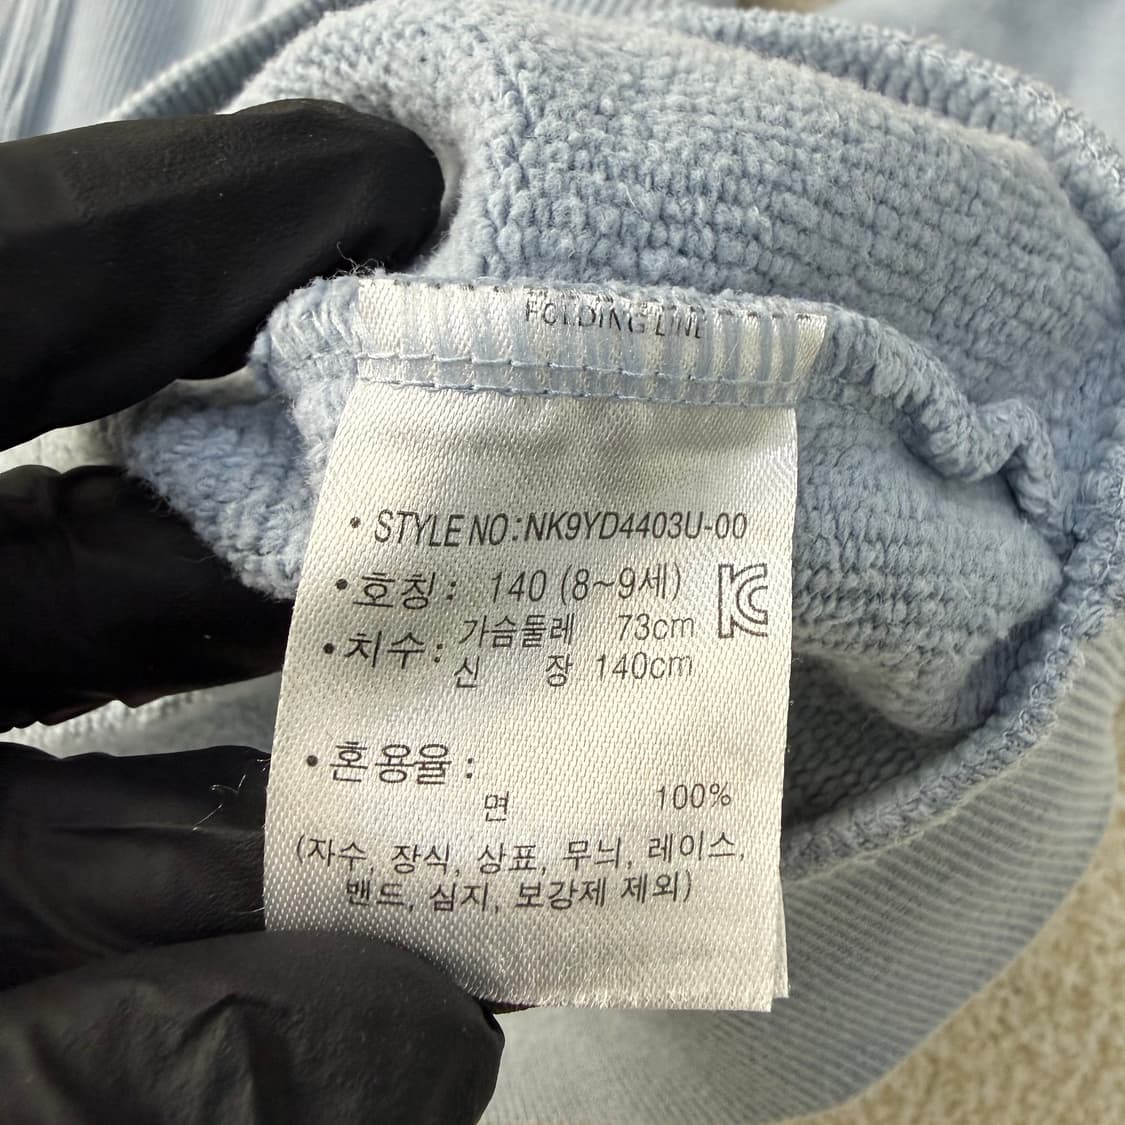 FOLDING LINE
• STYLE NO:NK9YD4403U-00
• 호칭: 140 (8~9세)
• 치수: 가슴둘레 73cm
신 장 140cm
• 혼용율:
면 100%
(자수, 장식, 상표, 무늬, 레이스,
밴드, 심지, 보강제 제외)